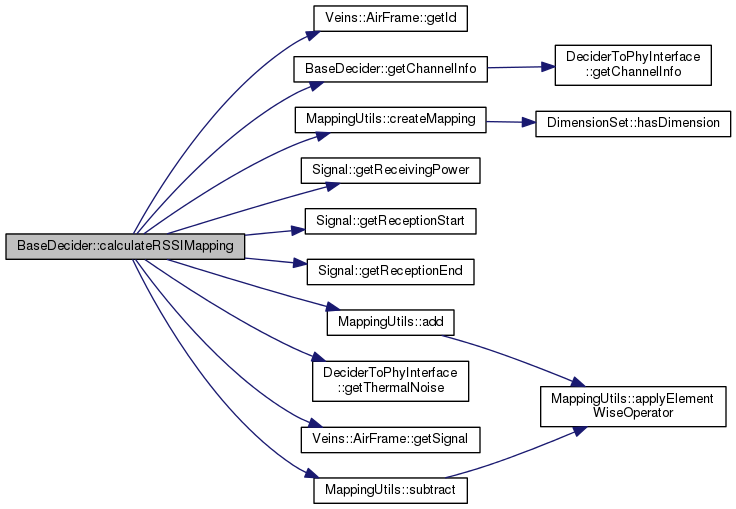 Veins::AirFrame::getId
BaseDecider::getChannelInfo
DeciderToPhyInterface
::getChannelInfo
MappingUtils::createMapping
DimensionSet::hasDimension
Signal::getReceivingPower
Signal::getReceptionStart
BaseDecider::calculateRSSIMapping
Signal::getReceptionEnd
MappingUtils::add
DeciderToPhyInterface
::getThermalNoise
MappingUtils::applyElement
WiseOperator
Veins::AirFrame::getSignal
MappingUtils::subtract